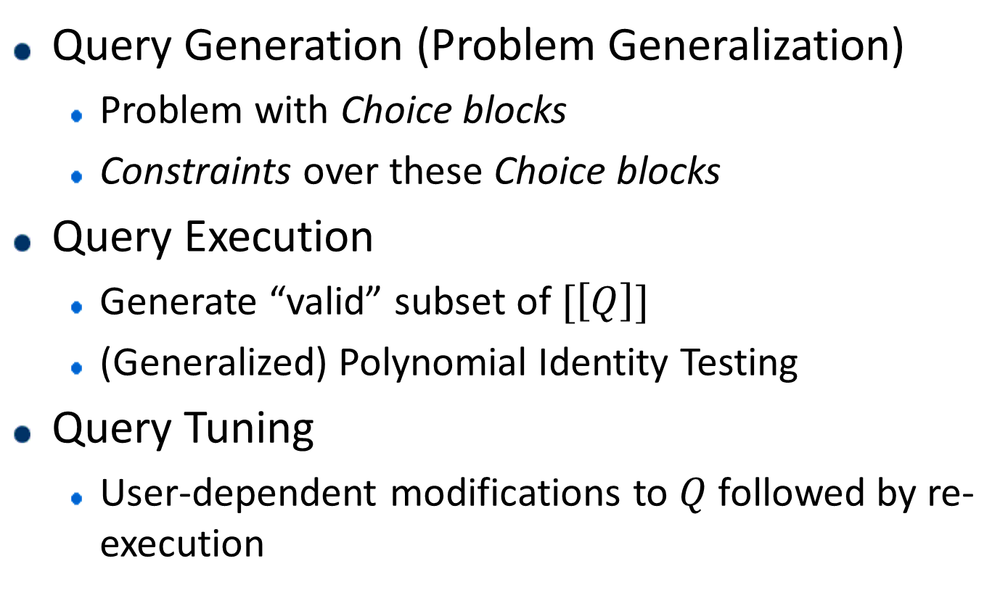 • Query Generation (Problem Generalization)
• Problem with Choice blocks
• Constraints over these Choice blocks
• Query Execution
• Generate “valid” subset of [[Q]]
• (Generalized) Polynomial Identity Testing
• Query Tuning
• User-dependent modifications to Q followed by re-
execution